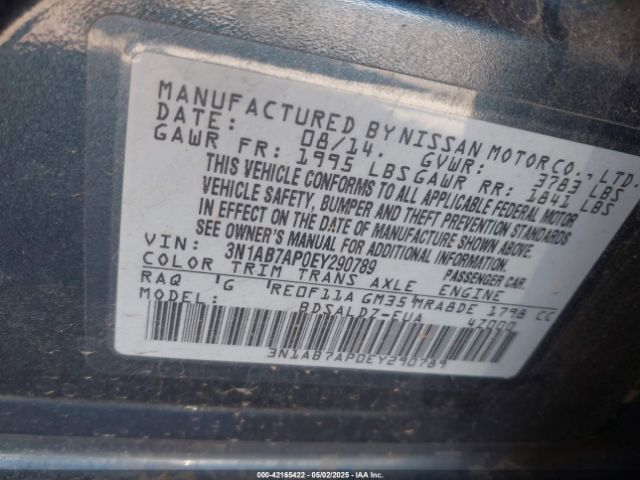 MANUFACTURED BY NISSAN MOTOR CO., LTD.
DATE: 08/14. GVWR: 3783 LBS
GAWR FR: 1995 LBS GAWR RR: 1841 LBS
THIS VEHICLE CONFORMS TO ALL APPLICABLE FEDERAL MOTOR
VEHICLE SAFETY, BUMPER AND THEFT PREVENTION STANDARDS
IN EFFECT ON THE DATE OF MANUFACTURE SHOWN ABOVE.
SEE OWNER'S MANUAL FOR ADDITIONAL INFORMATION.
VIN: 3N1AB7AP0EY290789 PASSENGER CAR.
COLOR TRIM TRANS AXLE ENGINE
RAQ G RE0F11A GM35 MRA8DE 1798 CC
MODEL: BDSALDZ-EUA 47000
3N1AB7AP0EY290789
000-42165422 - 05/02/2025 - IAA Inc.